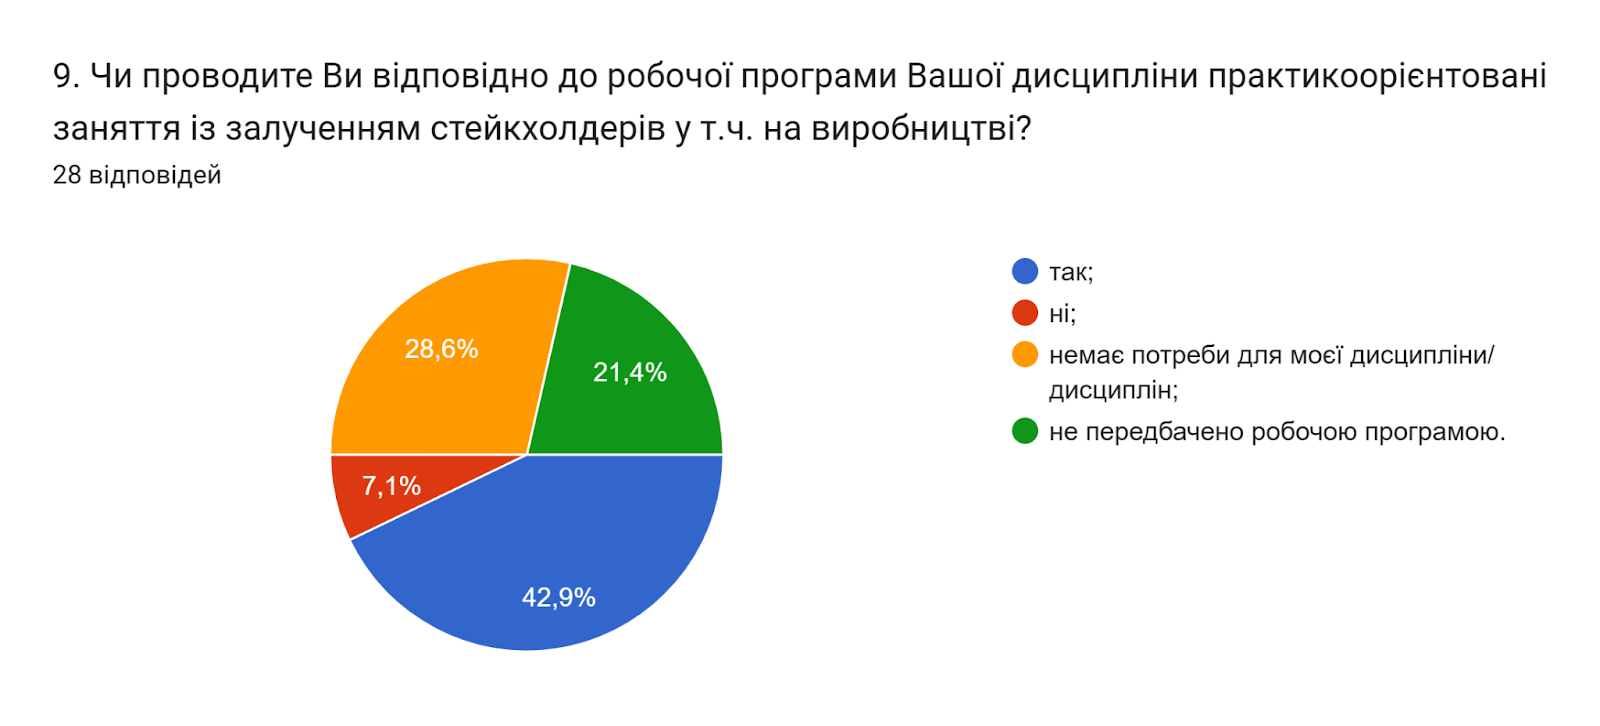 9. Чи проводите Ви відповідно до робочої програми Вашої дисципліни практикоорієнтовані
заняття із залученням стейкхолдерів у т.ч. на виробництві?
28 відповідей
так;
ні;
немає потреби для моєї дисципліни/
дисциплін;
не передбачено робочою програмою.
28,6%
21,4%
7,1%
42,9%